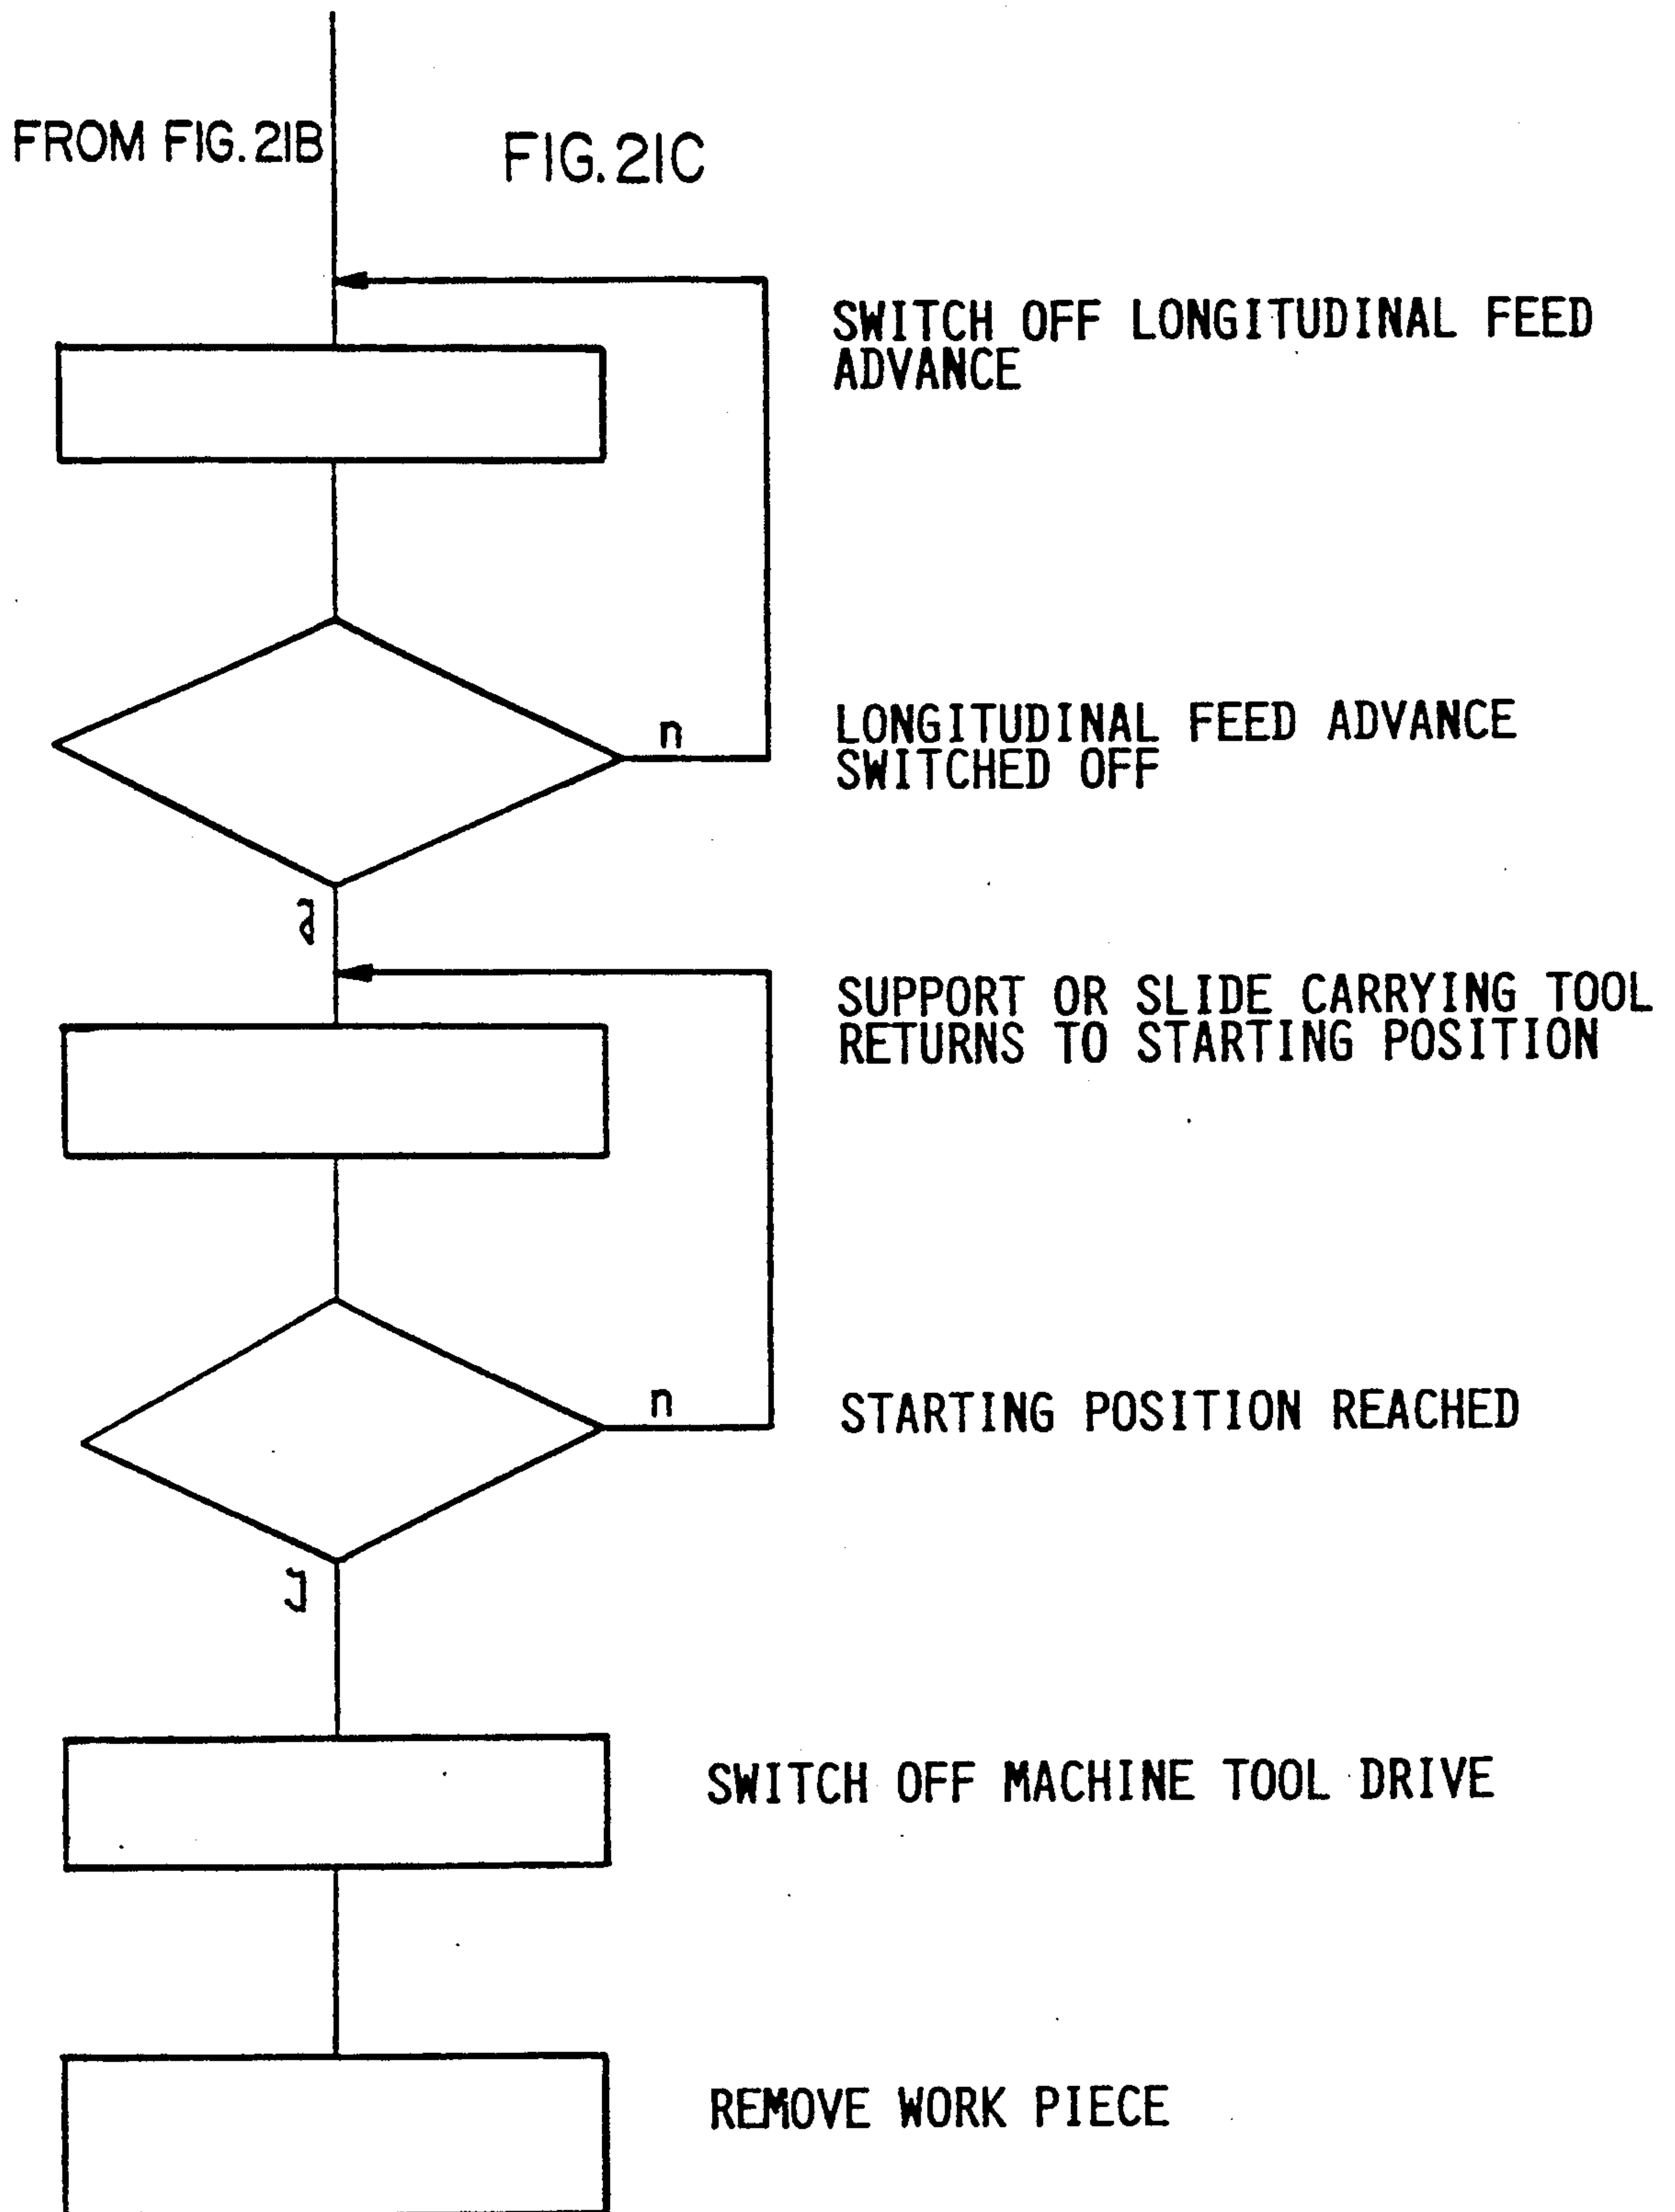 FROM FIG. 21B
FIG. 21C
SWITCH OFF LONGITUDINAL FEED
ADVANCE
n
LONGITUDINAL FEED ADVANCE
SWITCHED OFF
SUPPORT OR SLIDE CARRYING TOOL
RETURNS TO STARTING POSITION
n
STARTING POSITION REACHED
J
SWITCH OFF MACHINE TOOL DRIVE
REMOVE WORK PIECE